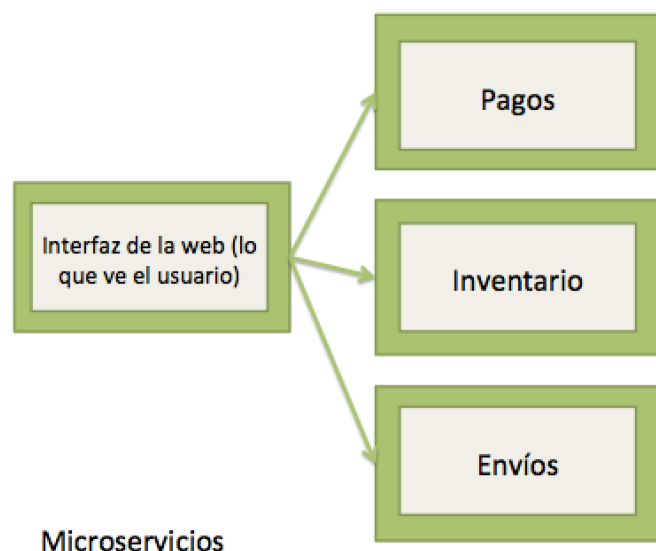 Pagos
Interfaz de la web (lo
que ve el usuario)
Inventario
Envíos
Microservicios